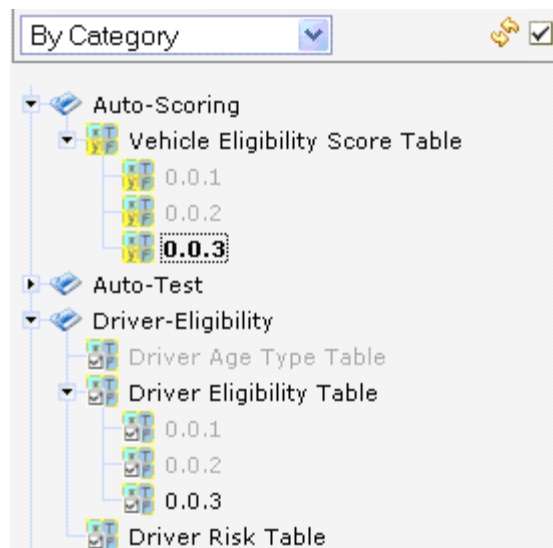 By Category
Auto-Scoring
Vehicle Eligibility Score Table
0.0.1
0.0.2
0.0.3
Auto-Test
Driver-Eligibility
Driver Age Type Table
Driver Eligibility Table
0.0.1
0.0.2
0.0.3
Driver Risk Table